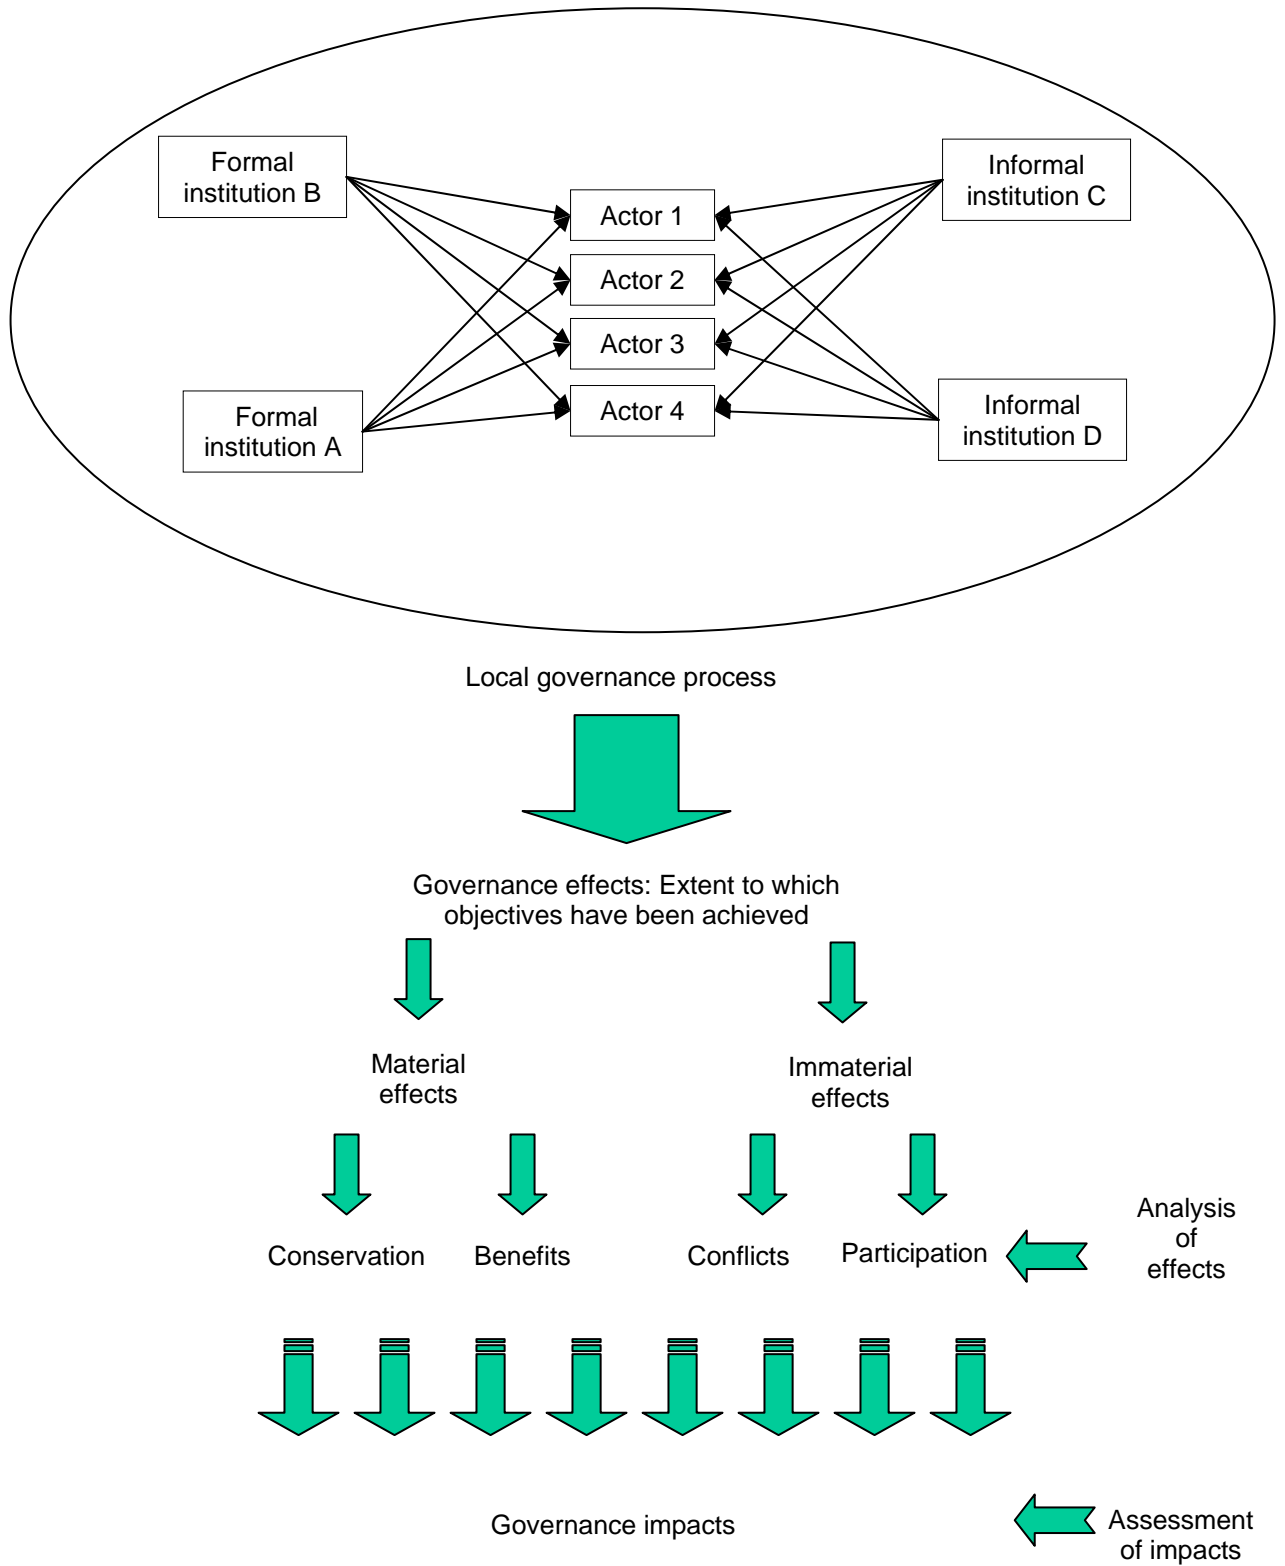 Formal
institution B
Informal
institution C
Actor 1
Actor 2
Actor 3
Actor 4
Formal
institution A
Informal
institution D
Local governance process
Governance effects: Extent to which
objectives have been achieved
Material
effects
Immaterial
effects
Conservation
Benefits
Conflicts
Participation
Analysis
of
effects
Governance impacts
Assessment
of impacts